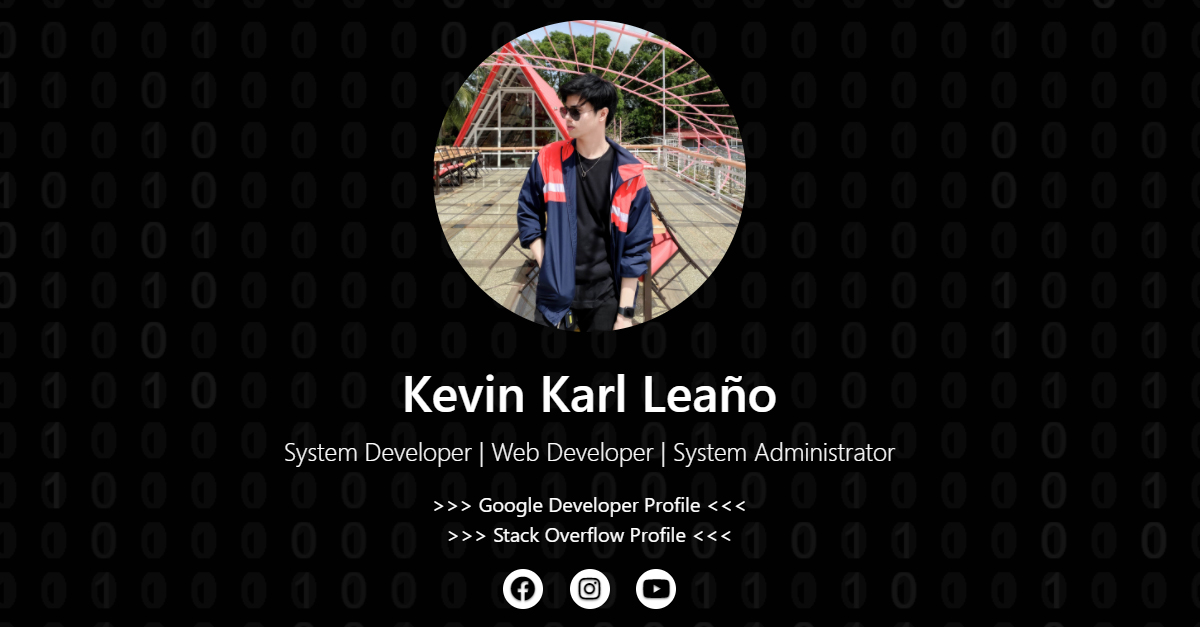 Kevin Karl Leaño
System Developer | Web Developer | System Administrator
>>> Google Developer Profile <<<
>>> Stack Overflow Profile <<<